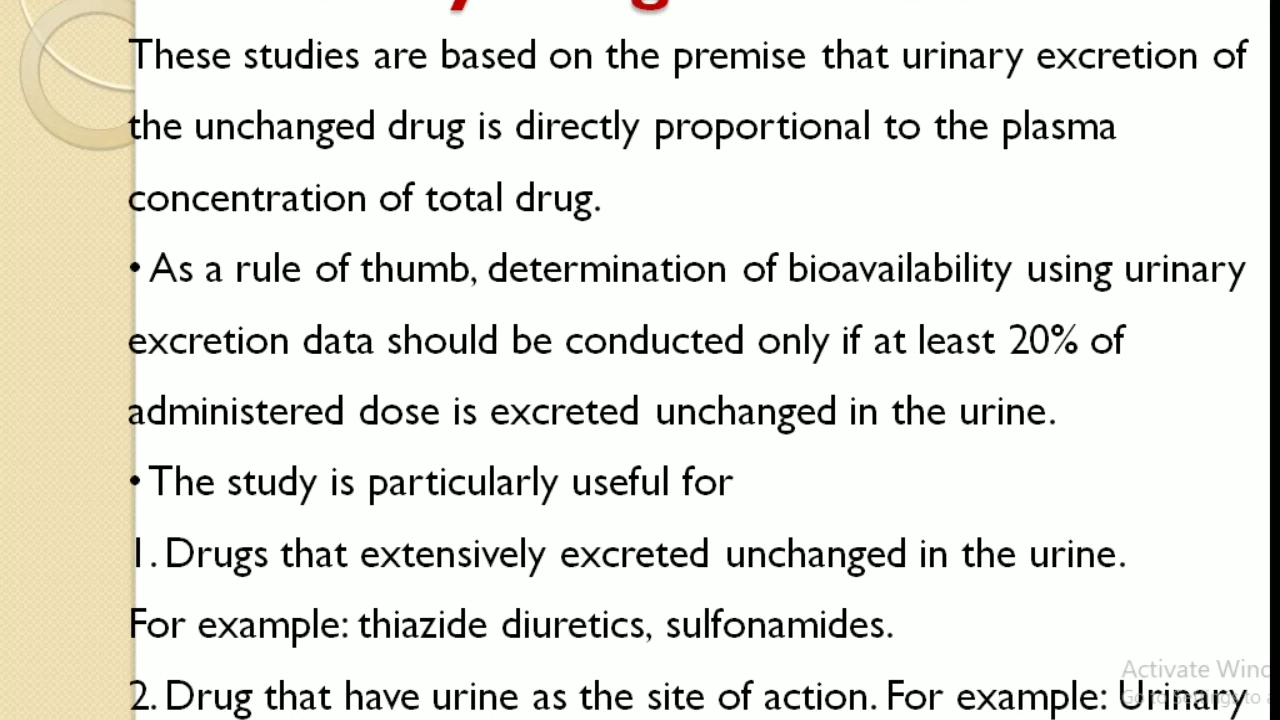 These studies are based on the premise that urinary excretion of
the unchanged drug is directly proportional to the plasma
concentration of total drug.
• As a rule of thumb, determination of bioavailability using urinary
excretion data should be conducted only if at least 20% of
administered dose is excreted unchanged in the urine.
• The study is particularly useful for
1. Drugs that extensively excreted unchanged in the urine.
For example: thiazide diuretics, sulfonamides.
2. Drug that have urine as the site of action. For example: Urinary
Activate Wind
Go to Settings to a